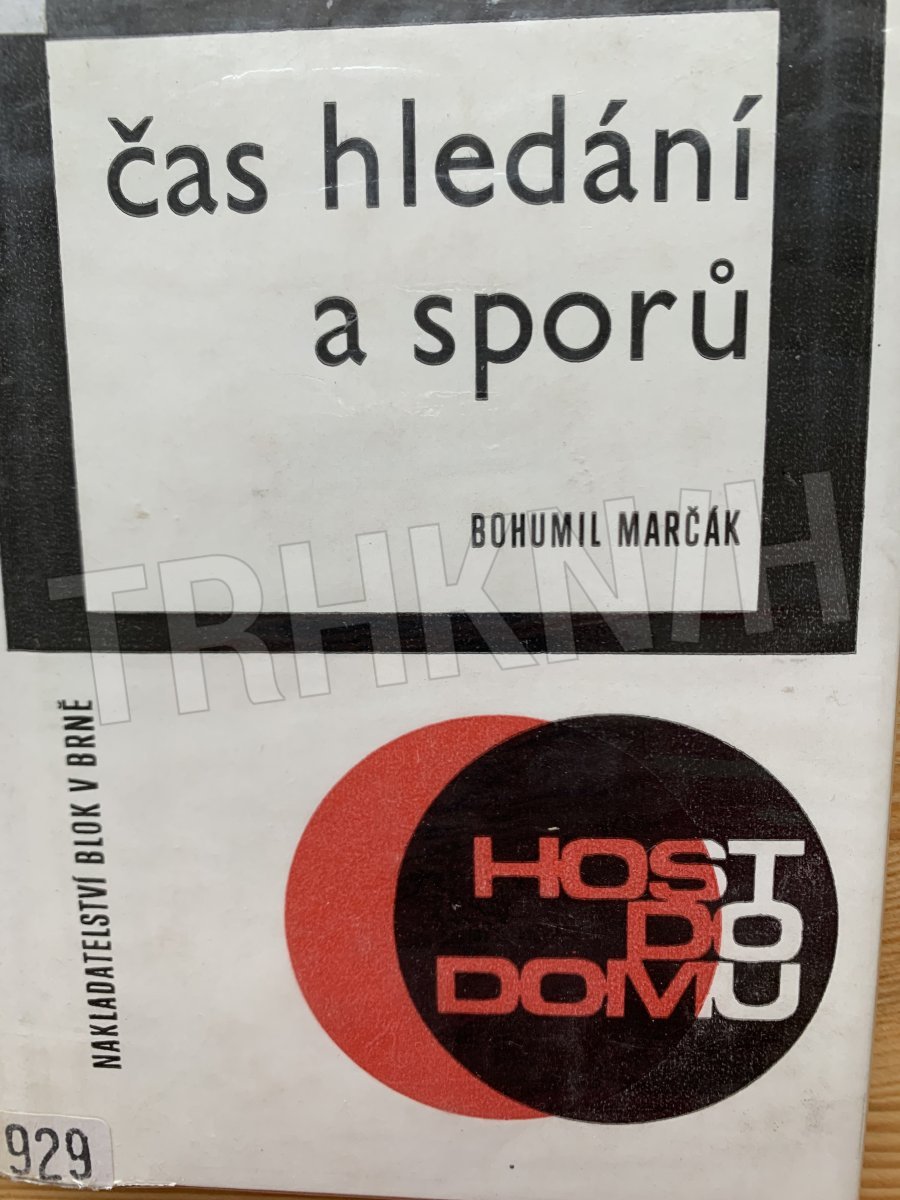 čas hledání
a sporů
BOHUMIL MARČÁK
TRHKNIH
NAKLADATELSTVÍ BLOK V BRNĚ
HOST
DO
DOMU
929